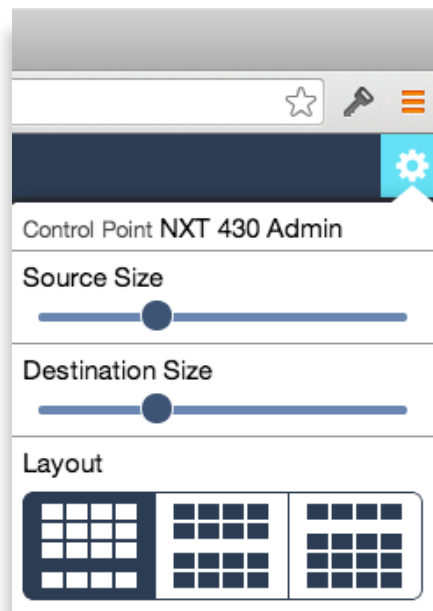 Control Point NXT 430 Admin
Source Size
Destination Size
Layout